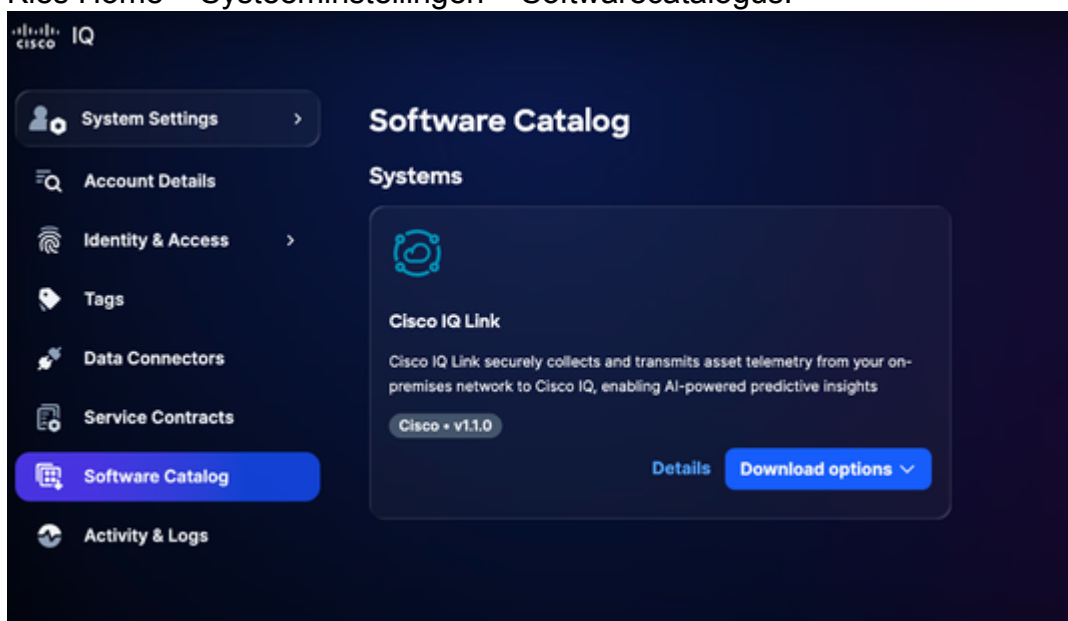 cisco IQ
System Settings
Account Details
Identity & Access
Tags
Data Connectors
Service Contracts
Software Catalog
Activity & Logs
Software Catalog
Systems
Cisco IQ Link
Cisco IQ Link securely collects and transmits asset telemetry from your on-
premises network to Cisco IQ, enabling AI-powered predictive insights
Cisco • v1.1.0
Details
Download options